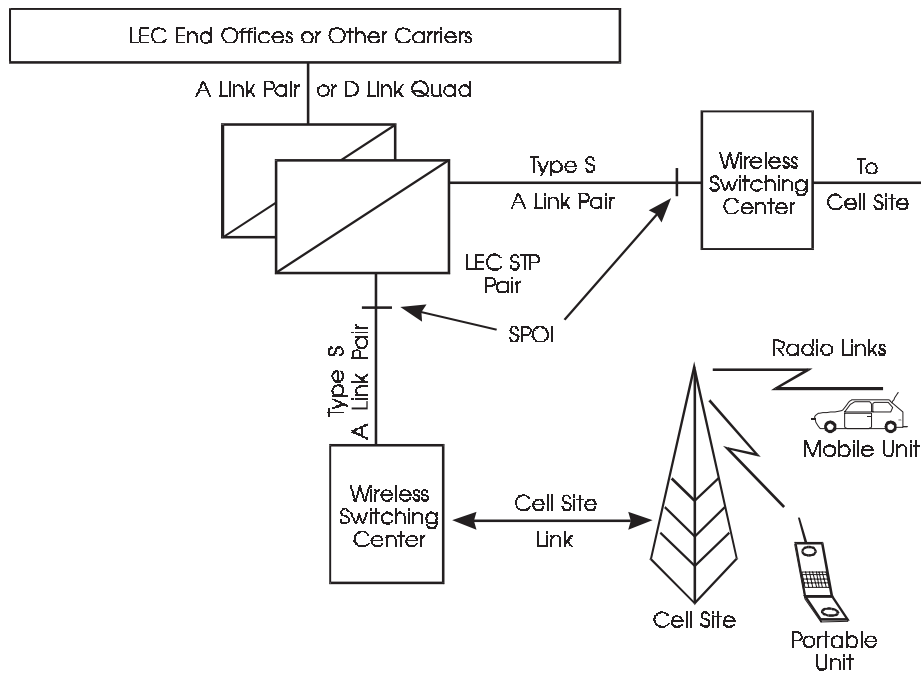 LEC End Offices or Other Carriers
A Link Pair or D Link Quad
Type S
A Link Pair
Wireless
Switching
Center
To
Cell Site
LEC STP
Pair
SPOI
Type S
A Link Pair
Radio Links
Mobile Unit
Wireless
Switching
Center
Cell Site
Link
Cell Site
Portable
Unit